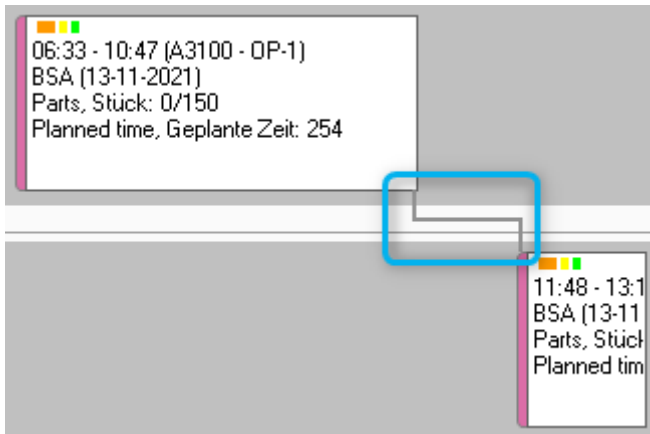 06:33 - 10:47 (A3100 - OP-1)
BSA (13-11-2021)
Parts, Stück: 0/150
Planned time, Geplante Zeit: 254
11:48 - 13:1
BSA (13-11
Parts, Stück
Planned tim